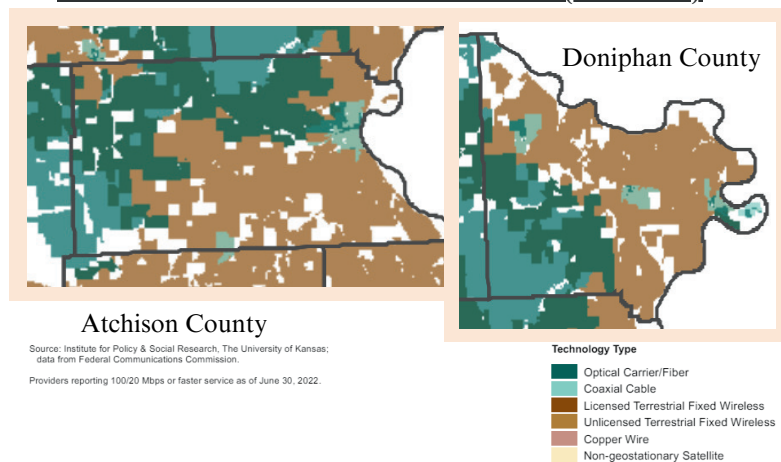 Doniphan County
Atchison County
Source: Institute for Policy & Social Research, The University of Kansas;
data from Federal Communications Commission.
Providers reporting 100/20 Mbps or faster service as of June 30, 2022.
Technology Type
Optical Carrier/Fiber
Coaxial Cable
Licensed Terrestrial Fixed Wireless
Unlicensed Terrestrial Fixed Wireless
Copper Wire
Non-geostationary Satellite